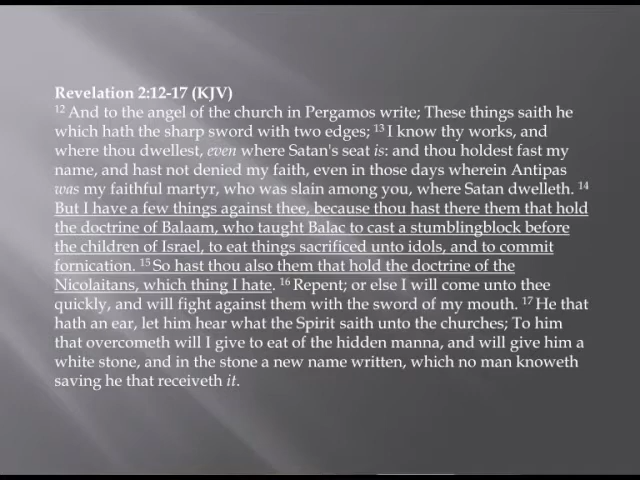 Revelation 2:12-17 (KJV)
12 And to the angel of the church in Pergamos write; These things saith he
which hath the sharp sword with two edges; 13 I know thy works, and
where thou dwellest, even where Satan's seat is: and thou holdest fast my
name, and hast not denied my faith, even in those days wherein Antipas
was my faithful martyr, who was slain among you, where Satan dwelleth. 14
But I have a few things against thee, because thou hast there them that hold
the doctrine of Balaam, who taught Balac to cast a stumblingblock before
the children of Israel, to eat things sacrificed unto idols, and to commit
fornication. 15 So hast thou also them that hold the doctrine of the
Nicolaitans, which thing I hate. 16 Repent; or else I will come unto thee
quickly, and will fight against them with the sword of my mouth. 17 He that
hath an ear, let him hear what the Spirit saith unto the churches; To him
that overcometh will I give to eat of the hidden manna, and will give him a
white stone, and in the stone a new name written, which no man knoweth
saving he that receiveth it.